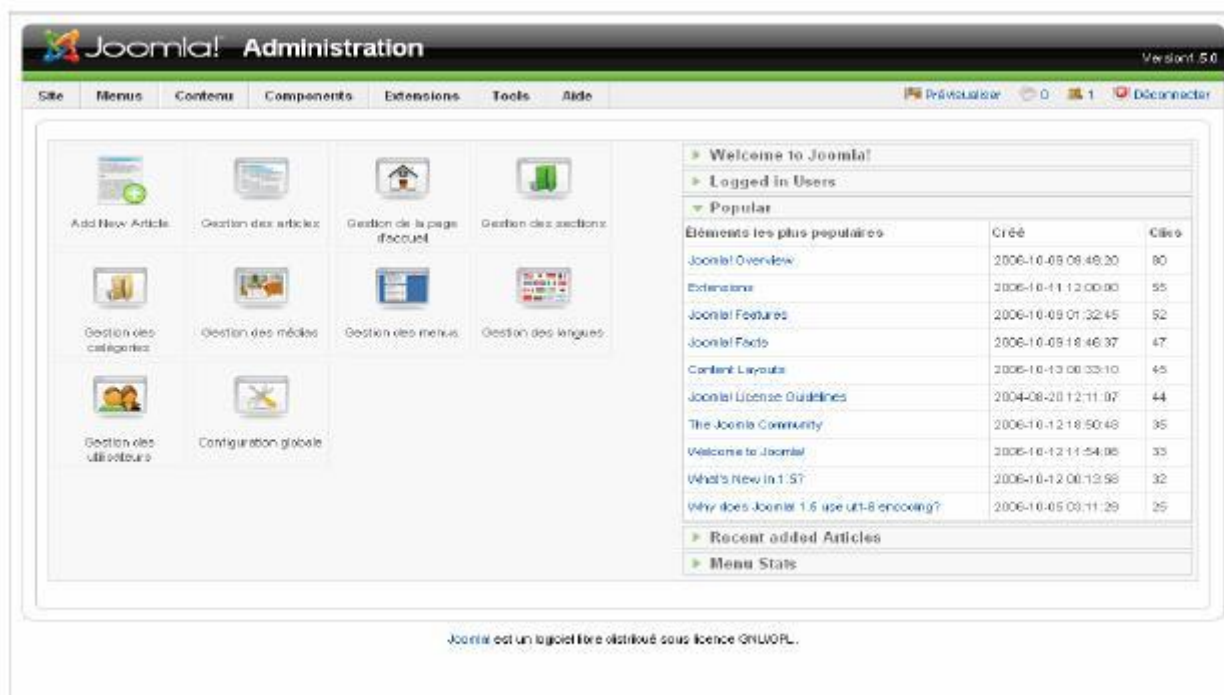 Joomla! Administration
Version1.5.0
Site Menus Contenu Components Extensions Tools Aide
Prévisualiser 0 1 Déconnecter
Add New Article
Gestion des articles
Gestion de la page d'accueil
Gestion des sections
Gestion des catégories
Gestion des médias
Gestion des menus
Gestion des langues
Gestion des utilisateurs
Configuration globale
Welcome to Joomla!
Logged in Users
Popular
Éléments les plus populaires Créé Clics
Joomla! Overview 2006-10-09 80
Extensions 2006-10-11 12:00:00 55
Joomla! Features 2006-10-09 01:32:45 52
Joomla! Facts 2006-10-09 18:46:37 47
Content Layouts 2006-10-13 00:33:10 45
Joomla! License Guidelines 2004-08-20 12:11:07 44
The Joomla Community 2006-10-12 18:50:48 35
Welcome to Joomla! 2006-10-12 11:54:06 33
What's New in 1.5? 2006-10-12 00:13:58 32
Why does Joomla! 1.5 use utf-8 encoding? 2006-10-05 03:11:29 25
Recent added Articles
Menu Stats
Joomla! est un logiciel libre distribué sous licence GNU/GPL.